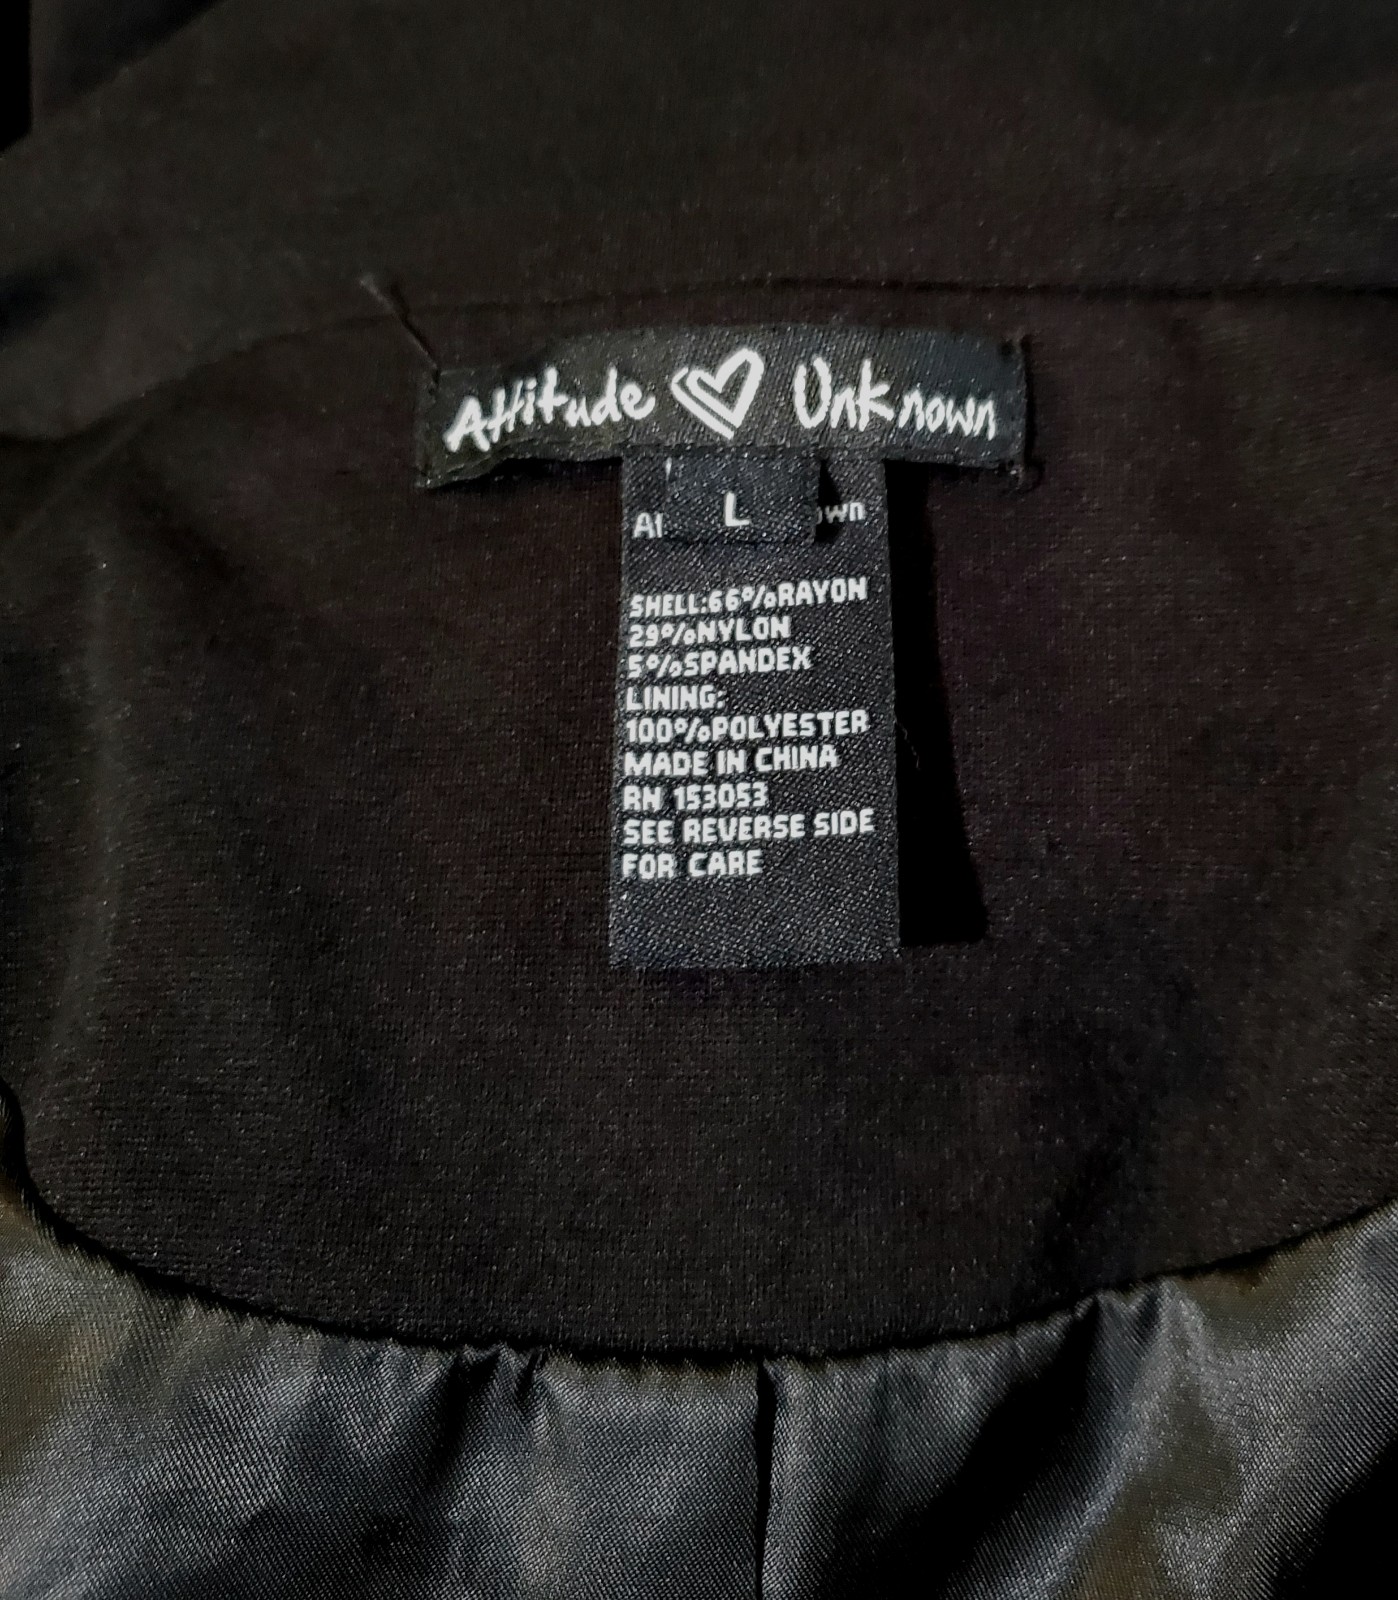 Attitude Unknown
L
SHELL:66%RAYON
29%NYLON
5%SPANDEX
LINING:
100%POLYESTER
MADE IN CHINA
RN 153053
SEE REVERSE SIDE
FOR CARE